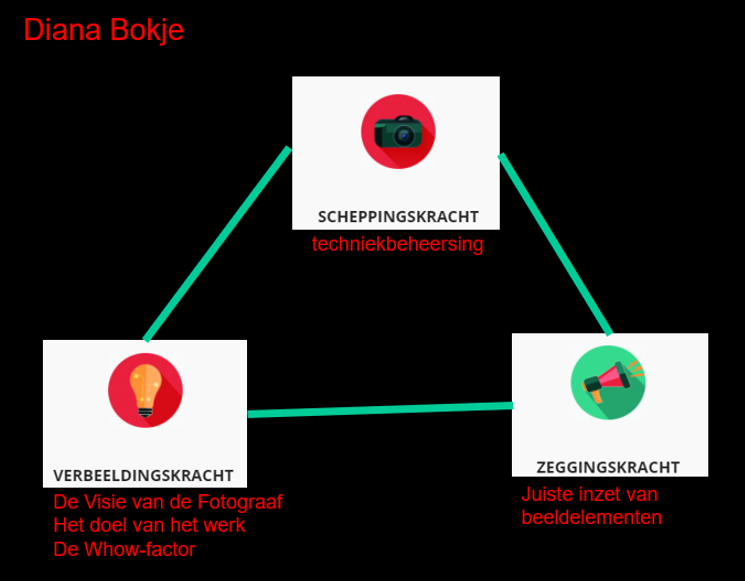 Diana Bokje
SCHEPPINGSKRACHT
techniekbeheersing
VERBEELDINGSKRACHT
De Visie van de Fotograaf
Het doel van het werk
De Whow-factor
ZEGGINGSKRACHT
Juiste inzet van
beeldelementen